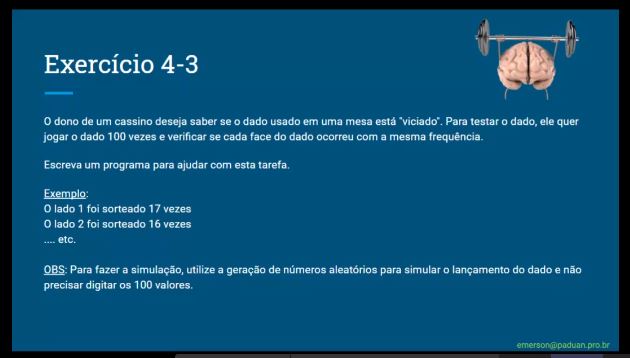 Exercício 4-3
O dono de um cassino deseja saber se o dado usado em uma mesa está "viciado". Para testar o dado, ele quer
jogar o dado 100 vezes e verificar se cada face do dado ocorreu com a mesma frequência.
Escreva um programa para ajudar com esta tarefa.
Exemplo:
O lado 1 foi sorteado 17 vezes
O lado 2 foi sorteado 16 vezes
.... etc.
OBS: Para fazer a simulação, utilize a geração de números aleatórios para simular o lançamento do dado e não
precisar digitar os 100 valores.
emerson@paduan.pro.br